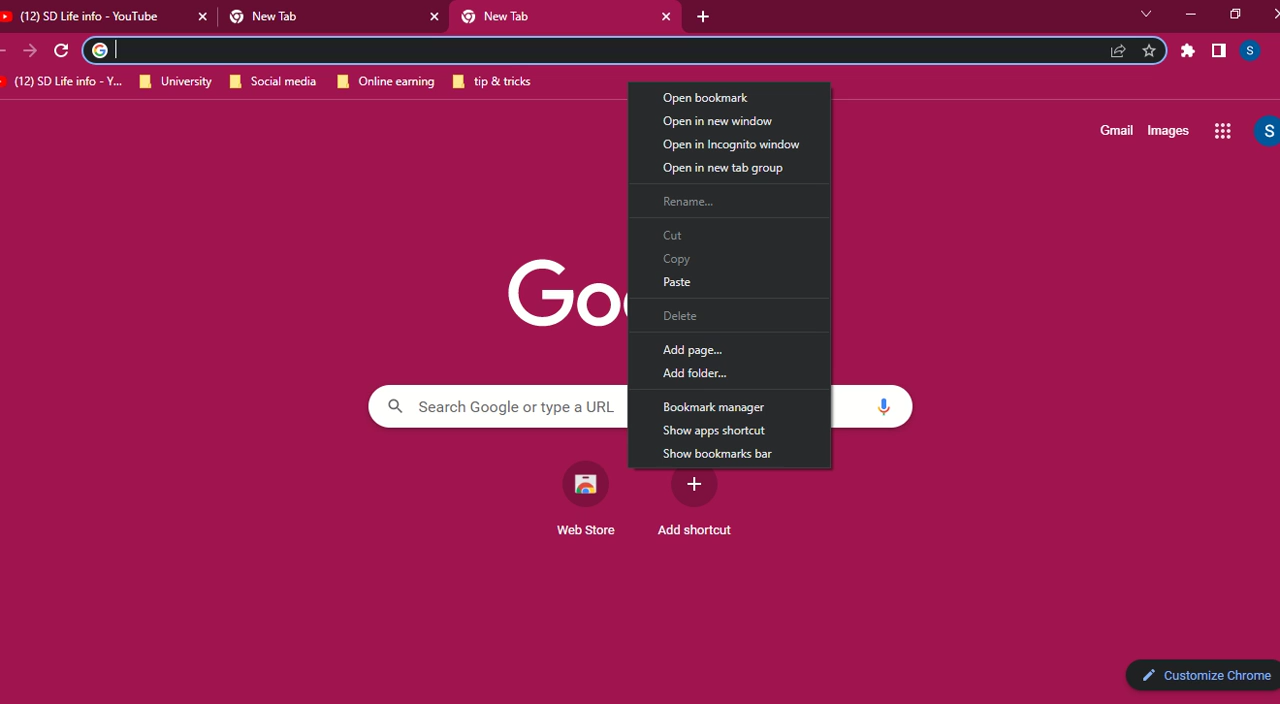 (12) SD Life info - YouTube
New Tab
New Tab
S
(12) SD Life info - Y...
University
Social media
Online earning
tip & tricks
Gmail
Images
S
Open bookmark
Open in new window
Open in Incognito window
Open in new tab group
Rename...
Cut
Copy
Paste
Delete
Add page...
Add folder...
Bookmark manager
Show apps shortcut
Show bookmarks bar
Goo
Search Google or type a URL
Web Store
Add shortcut
Customize Chrome